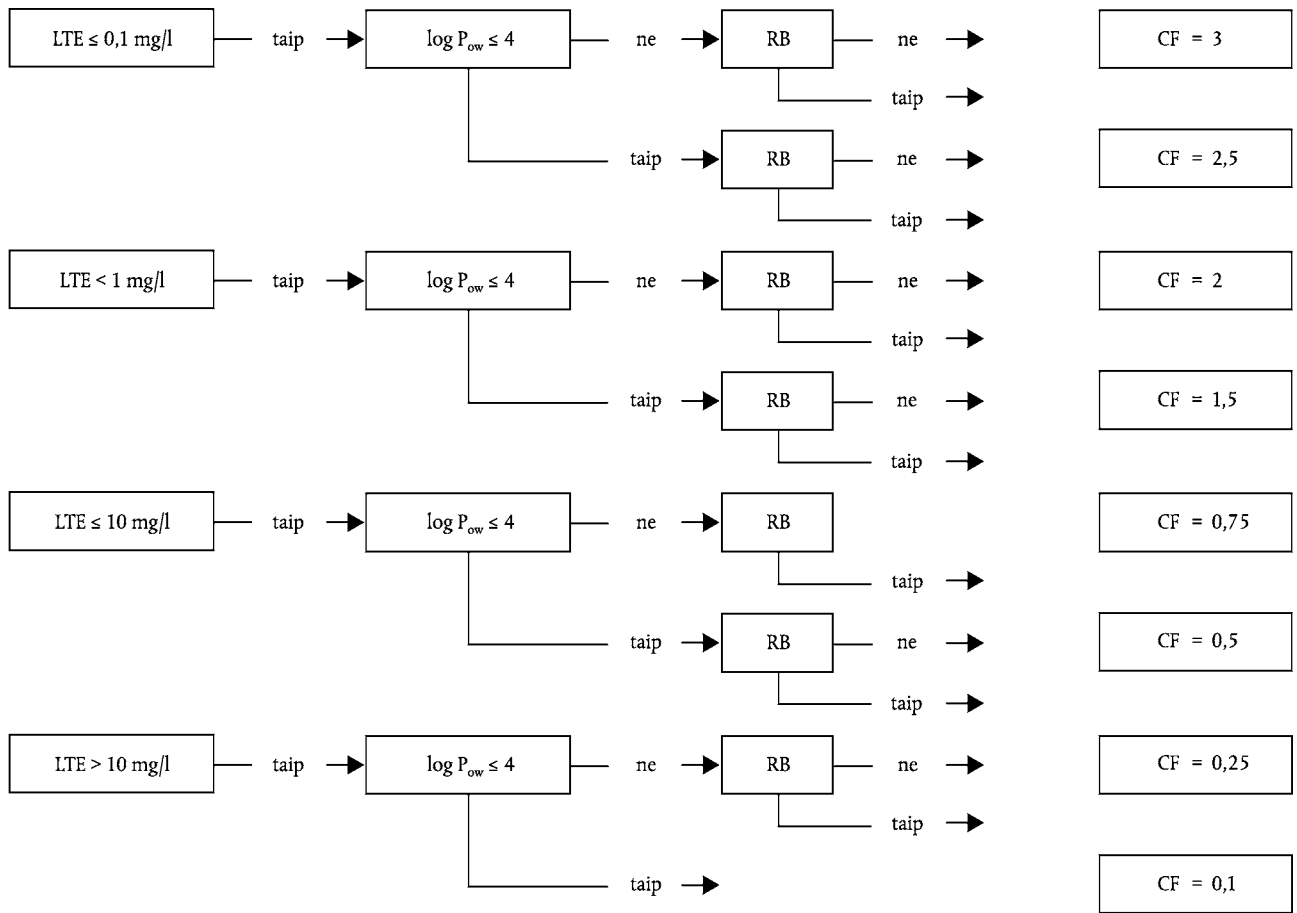 LTE ≤ 0,1 mg/l taip log Pow ≤ 4 ne RB ne CF = 3
taip
taip RB ne CF = 2,5
taip
LTE < 1 mg/l taip log Pow ≤ 4 ne RB ne CF = 2
taip
taip RB ne CF = 1,5
taip
LTE ≤ 10 mg/l taip log Pow ≤ 4 ne RB CF = 0,75
taip
taip RB ne CF = 0,5
taip
LTE > 10 mg/l taip log Pow ≤ 4 ne RB ne CF = 0,25
taip
taip CF = 0,1